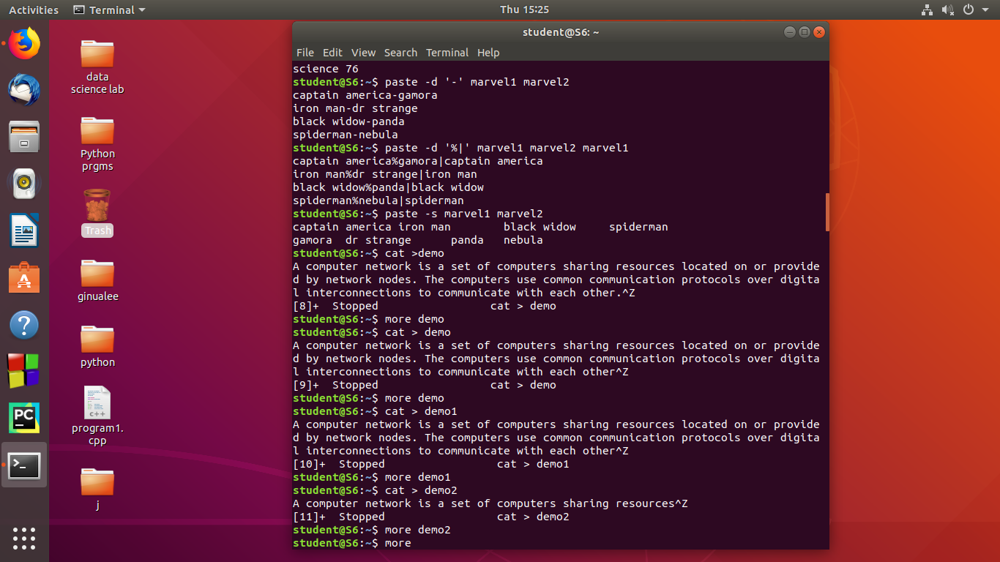 Activities
Terminal
Thu 15:25
student@S6: ~
File Edit View Search Terminal Help
science 76
student@S6:~$ paste -d '-' marvel1 marvel2
captain america-gamora
iron man-dr strange
black widow-panda
spiderman-nebula
student@S6:~$ paste -d '%|' marvel1 marvel2 marvel1
captain america%gamora|captain america
iron man%dr strange|iron man
black widow%panda|black widow
spiderman%nebula|spiderman
student@S6:~$ paste -s marvel1 marvel2
captain america iron man        black widow     spiderman
gamora  dr strange      panda   nebula
student@S6:~$ cat >demo
A computer network is a set of computers sharing resources located on or provide
d by network nodes. The computers use common communication protocols over digita
l interconnections to communicate with each other.^Z
[8]+  Stopped                 cat > demo
student@S6:~$ more demo
student@S6:~$ cat > demo
A computer network is a set of computers sharing resources located on or provide
d by network nodes. The computers use common communication protocols over digita
l interconnections to communicate with each other^Z
[9]+  Stopped                 cat > demo
student@S6:~$ more demo
student@S6:~$ cat > demo1
A computer network is a set of computers sharing resources located on or provide
d by network nodes. The computers use common communication protocols over digita
l interconnections to communicate with each other^Z
[10]+  Stopped                 cat > demo1
student@S6:~$ more demo1
student@S6:~$ cat > demo2
A computer network is a set of computers sharing resources^Z
[11]+  Stopped                 cat > demo2
student@S6:~$ more demo2
student@S6:~$ more
data
science lab
Python
prgms
Trash
ginualee
python
c++
program1.
cpp
j
PC